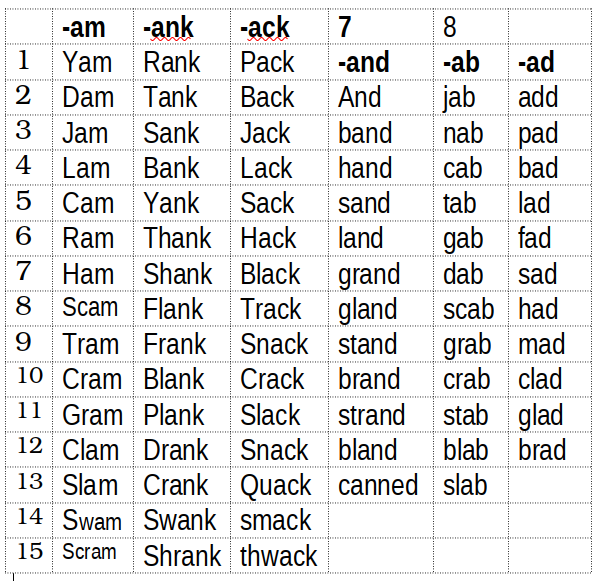 -am -ank -ack 7 8
1 Yam Rank Pack -and -ab -ad
2 Dam Tank Back And jab add
3 Jam Sank Jack band nab pad
4 Lam Bank Lack hand cab bad
5 Cam Yank Sack sand tab lad
6 Ram Thank Hack land gab fad
7 Ham Shank Black grand dab sad
8 Scam Flank Track gland scab had
9 Tram Frank Snack stand grab mad
10 Cram Blank Crack brand crab clad
11 Gram Plank Slack strand stab glad
12 Clam Drank Snack bland blab brad
13 Slam Crank Quack canned slab
14 Swam Swank smack
15 Scram Shrank thwack